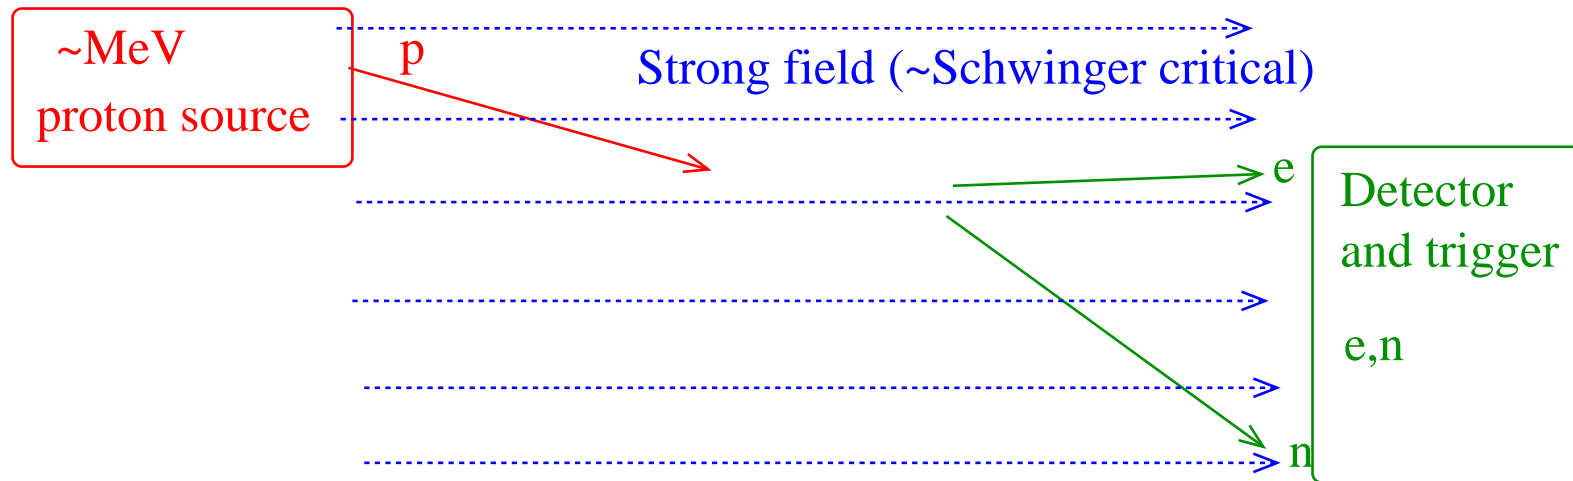 ~MeV
proton source
p
Strong field (~Schwinger critical)
e
Detector
and trigger
e,n
n